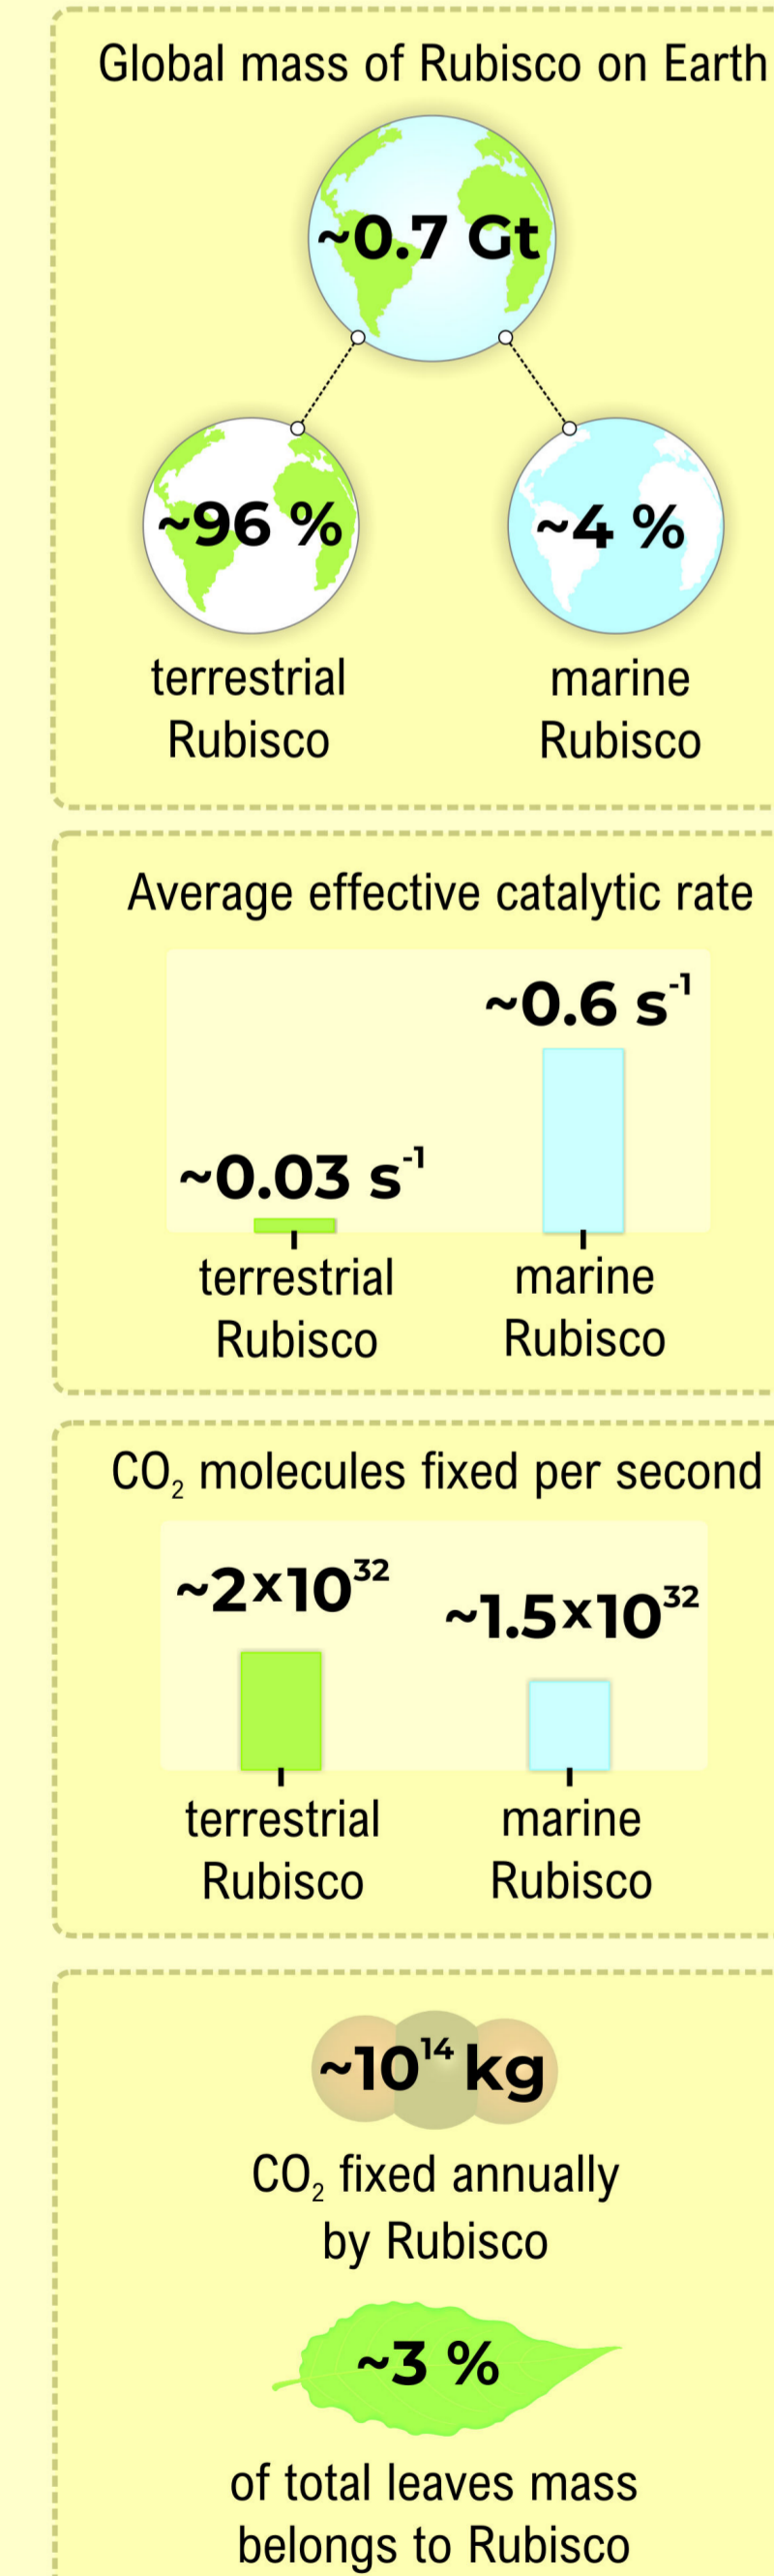 Global mass of Rubisco on Earth
~0.7 Gt
~96 %
~4 %
terrestrial
Rubisco
marine
Rubisco
Average effective catalytic rate
~0.6 s⁻¹
~0.03 s⁻¹
terrestrial
Rubisco
marine
Rubisco
CO₂ molecules fixed per second
~2×10³²
~1.5×10³²
terrestrial
Rubisco
marine
Rubisco
~10¹⁴ kg
CO₂ fixed annually
by Rubisco
~3 %
of total leaves mass
belongs to Rubisco